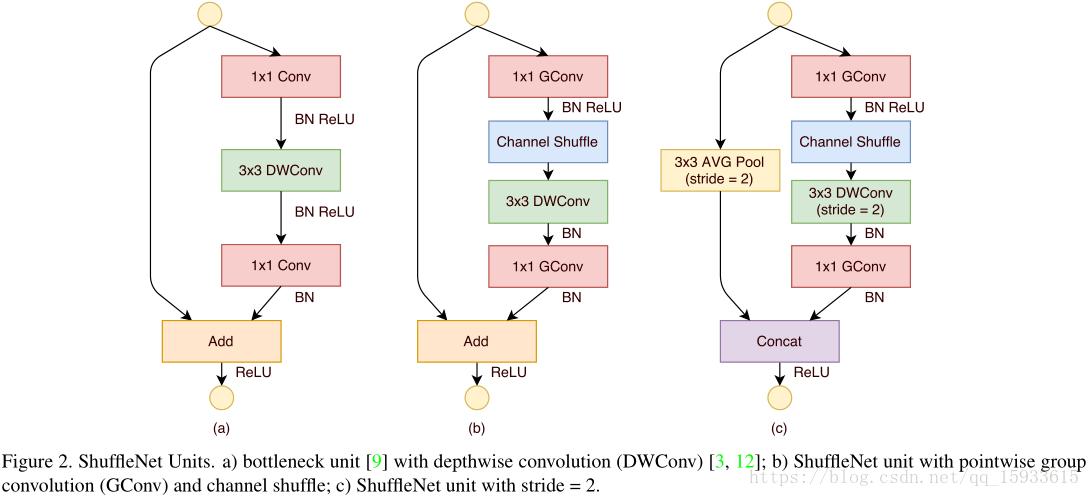 1x1 Conv
BN ReLU
3x3 DWConv
BN ReLU
1x1 Conv
BN
Add
ReLU
(a)
1x1 GConv
BN ReLU
Channel Shuffle
3x3 DWConv
BN
1x1 GConv
BN
Add
ReLU
(b)
3x3 AVG Pool
(stride = 2)
1x1 GConv
BN ReLU
Channel Shuffle
3x3 DWConv
(stride = 2)
BN
1x1 GConv
BN
Concat
ReLU
(c)
Figure 2. ShuffleNet Units. a) bottleneck unit [9] with depthwise convolution (DWConv) [3, 12]; b) ShuffleNet unit with pointwise group
convolution (GConv) and channel shuffle; c) ShuffleNet unit with stride = 2.
https://blog.csdn.net/qq_15933615